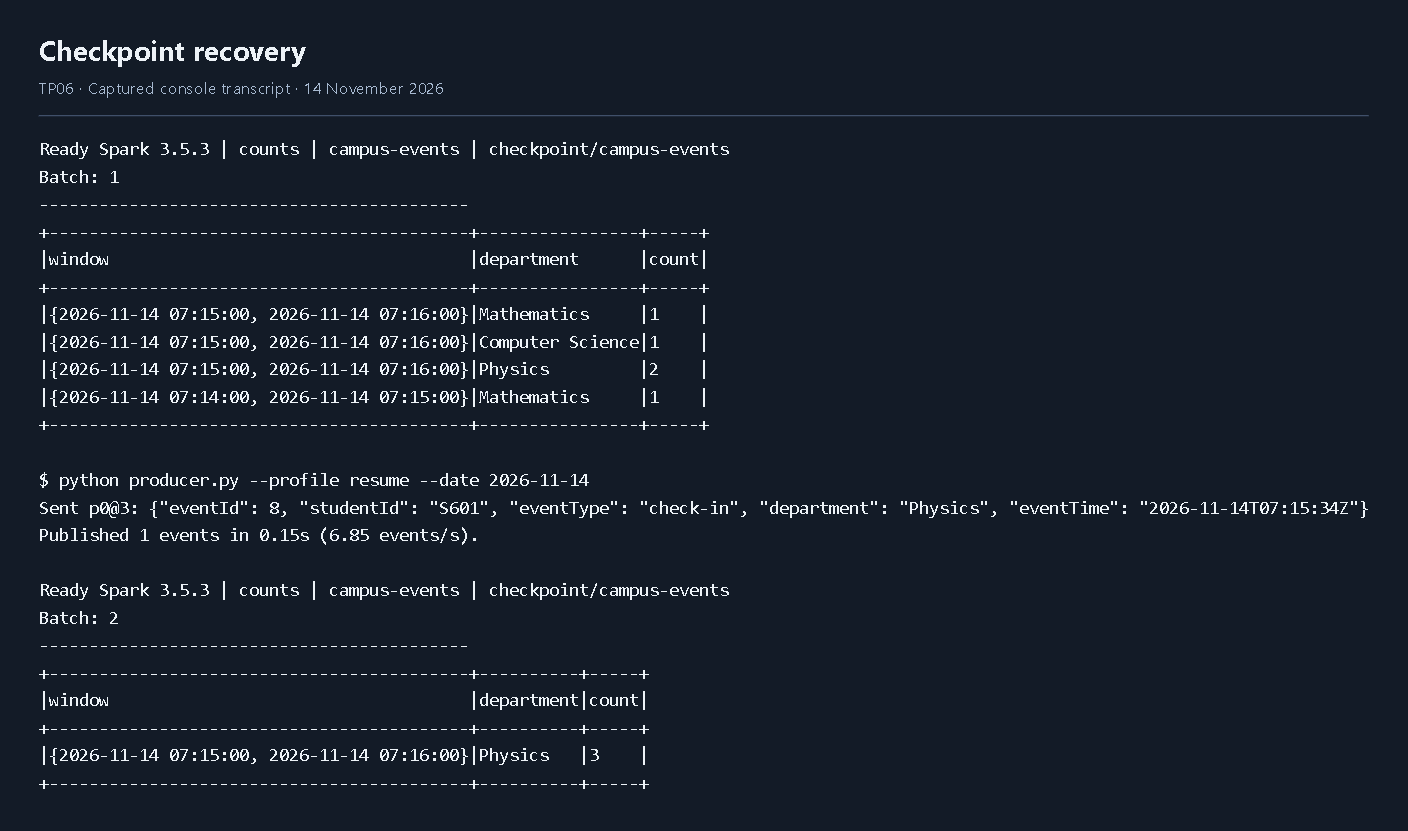 Checkpoint recovery
TP06 · Captured console transcript · 14 November 2026
Ready Spark 3.5.3 | counts | campus-events | checkpoint/campus-events
Batch: 1
-------------------------------------------
+------------------------------------------+----------------+-----+
|window                                    |department      |count|
+------------------------------------------+----------------+-----+
|{2026-11-14 07:15:00, 2026-11-14 07:16:00}|Mathematics     |1    |
|{2026-11-14 07:15:00, 2026-11-14 07:16:00}|Computer Science|1    |
|{2026-11-14 07:15:00, 2026-11-14 07:16:00}|Physics         |2    |
|{2026-11-14 07:14:00, 2026-11-14 07:15:00}|Mathematics     |1    |
+------------------------------------------+----------------+-----+
$ python producer.py --profile resume --date 2026-11-14
Sent p0@3: {"eventId": 8, "studentId": "S601", "eventType": "check-in", "department": "Physics", "eventTime": "2026-11-14T07:15:34Z"}
Published 1 events in 0.15s (6.85 events/s).
Ready Spark 3.5.3 | counts | campus-events | checkpoint/campus-events
Batch: 2
-------------------------------------------
+------------------------------------------+----------+-----+
|window                                    |department|count|
+------------------------------------------+----------+-----+
|{2026-11-14 07:15:00, 2026-11-14 07:16:00}|Physics   |3    |
+------------------------------------------+----------+-----+